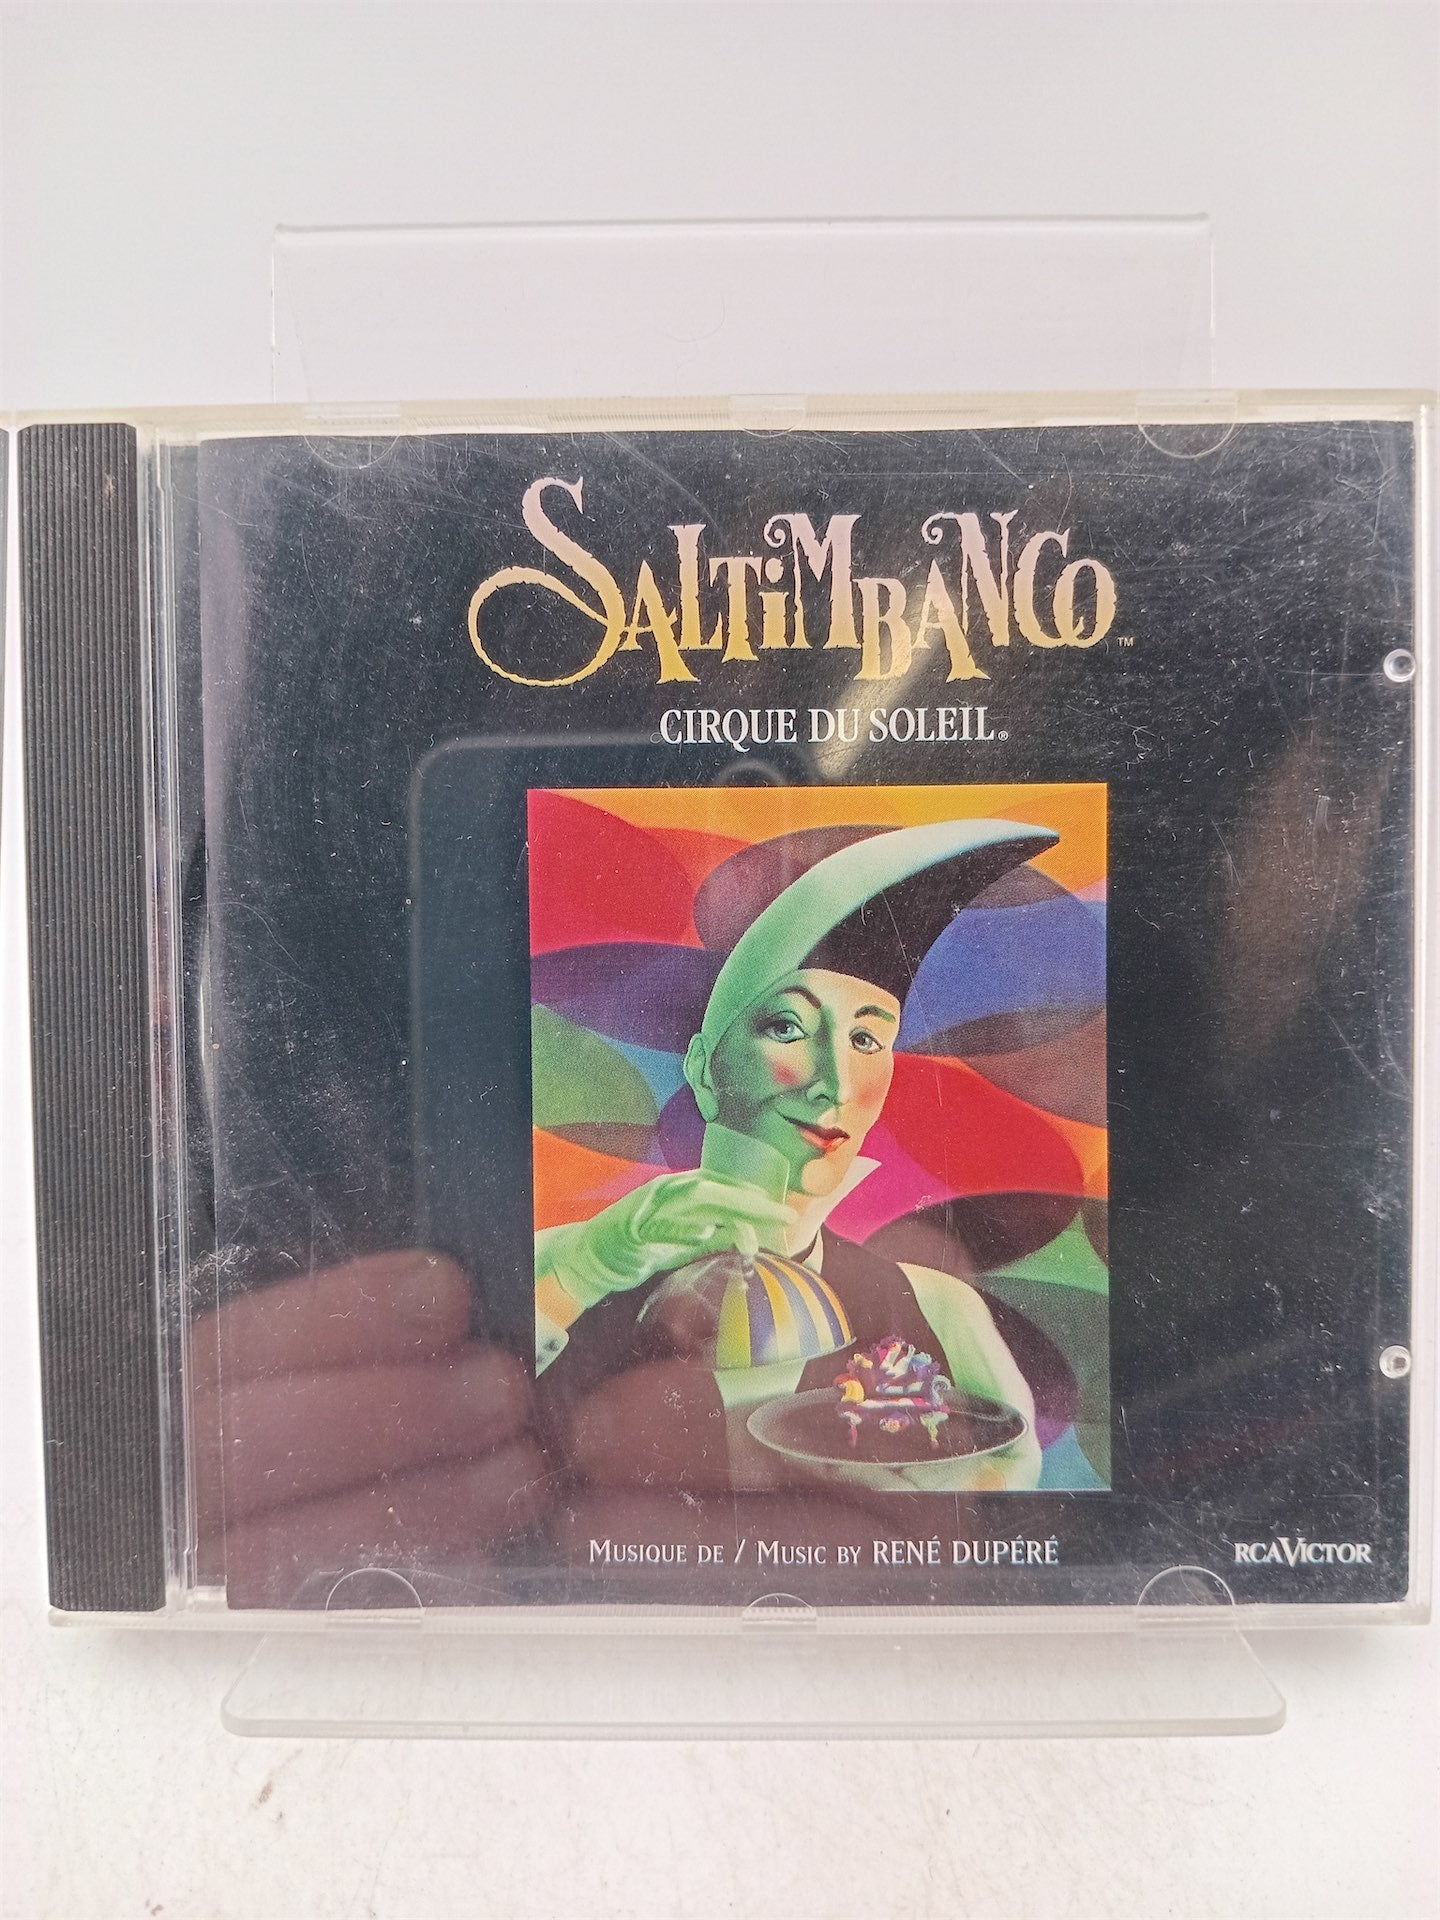 SALTIMBANCO™
CIRQUE DU SOLEIL®
MUSIQUE DE / MUSIC BY RENÉ DUPÉRÉ
RCA VICTOR